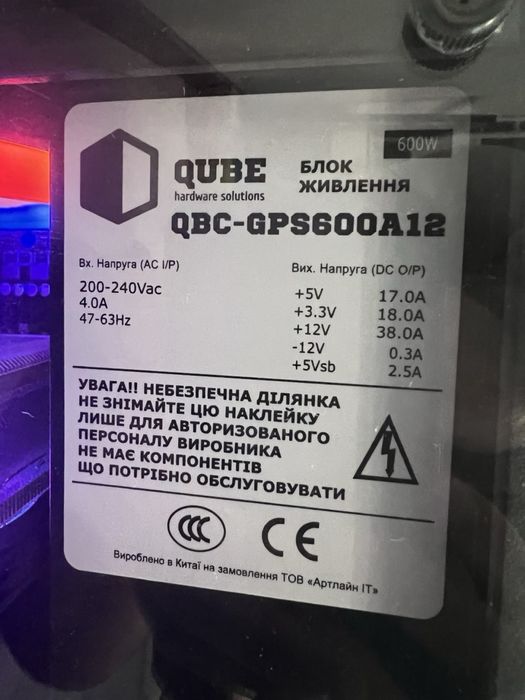 600W
QUBE
hardware solutions
БЛОК
ЖИВЛЕННЯ
QBC-GPS600A12
Вх. Напруга (AC I/P)
200-240Vac
4.0A
47-63Hz
Вих. Напруга (DC O/P)
+5V 17.0A
+3.3V 18.0A
+12V 38.0A
-12V 0.3A
+5Vsb 2.5A
УВАГА!! НЕБЕЗПЕЧНА ДІЛЯНКА
НЕ ЗНІМАЙТЕ ЦЮ НАКЛЕЙКУ
ЛИШЕ ДЛЯ АВТОРИЗОВАНОГО
ПЕРСОНАЛУ ВИРОБНИКА
НЕ МАЄ КОМПОНЕНТІВ
ЩО ПОТРІБНО ОБСЛУГОВУВАТИ
CCC CE
Вироблено в Китаї на замовлення ТОВ «Артлайн ІТ»